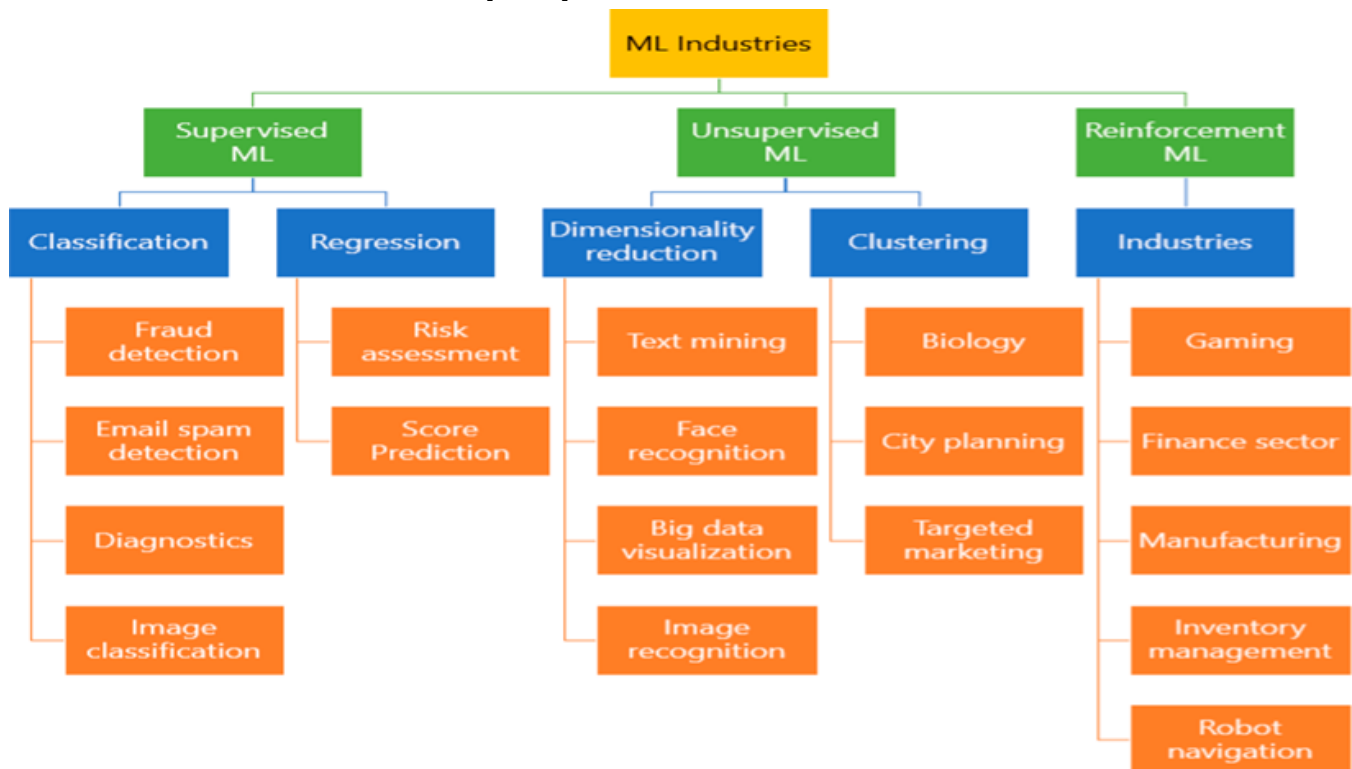 ML Industries
Supervised
ML
Unsupervised
ML
Reinforcement
ML
Classification
Regression
Dimensionality
reduction
Clustering
Industries
Fraud
detection
Email spam
detection
Diagnostics
Image
classification
Risk
assessment
Score
Prediction
Text mining
Face
recognition
Big data
visualization
Image
recognition
Biology
City planning
Targeted
marketing
Gaming
Finance sector
Manufacturing
Inventory
management
Robot
navigation